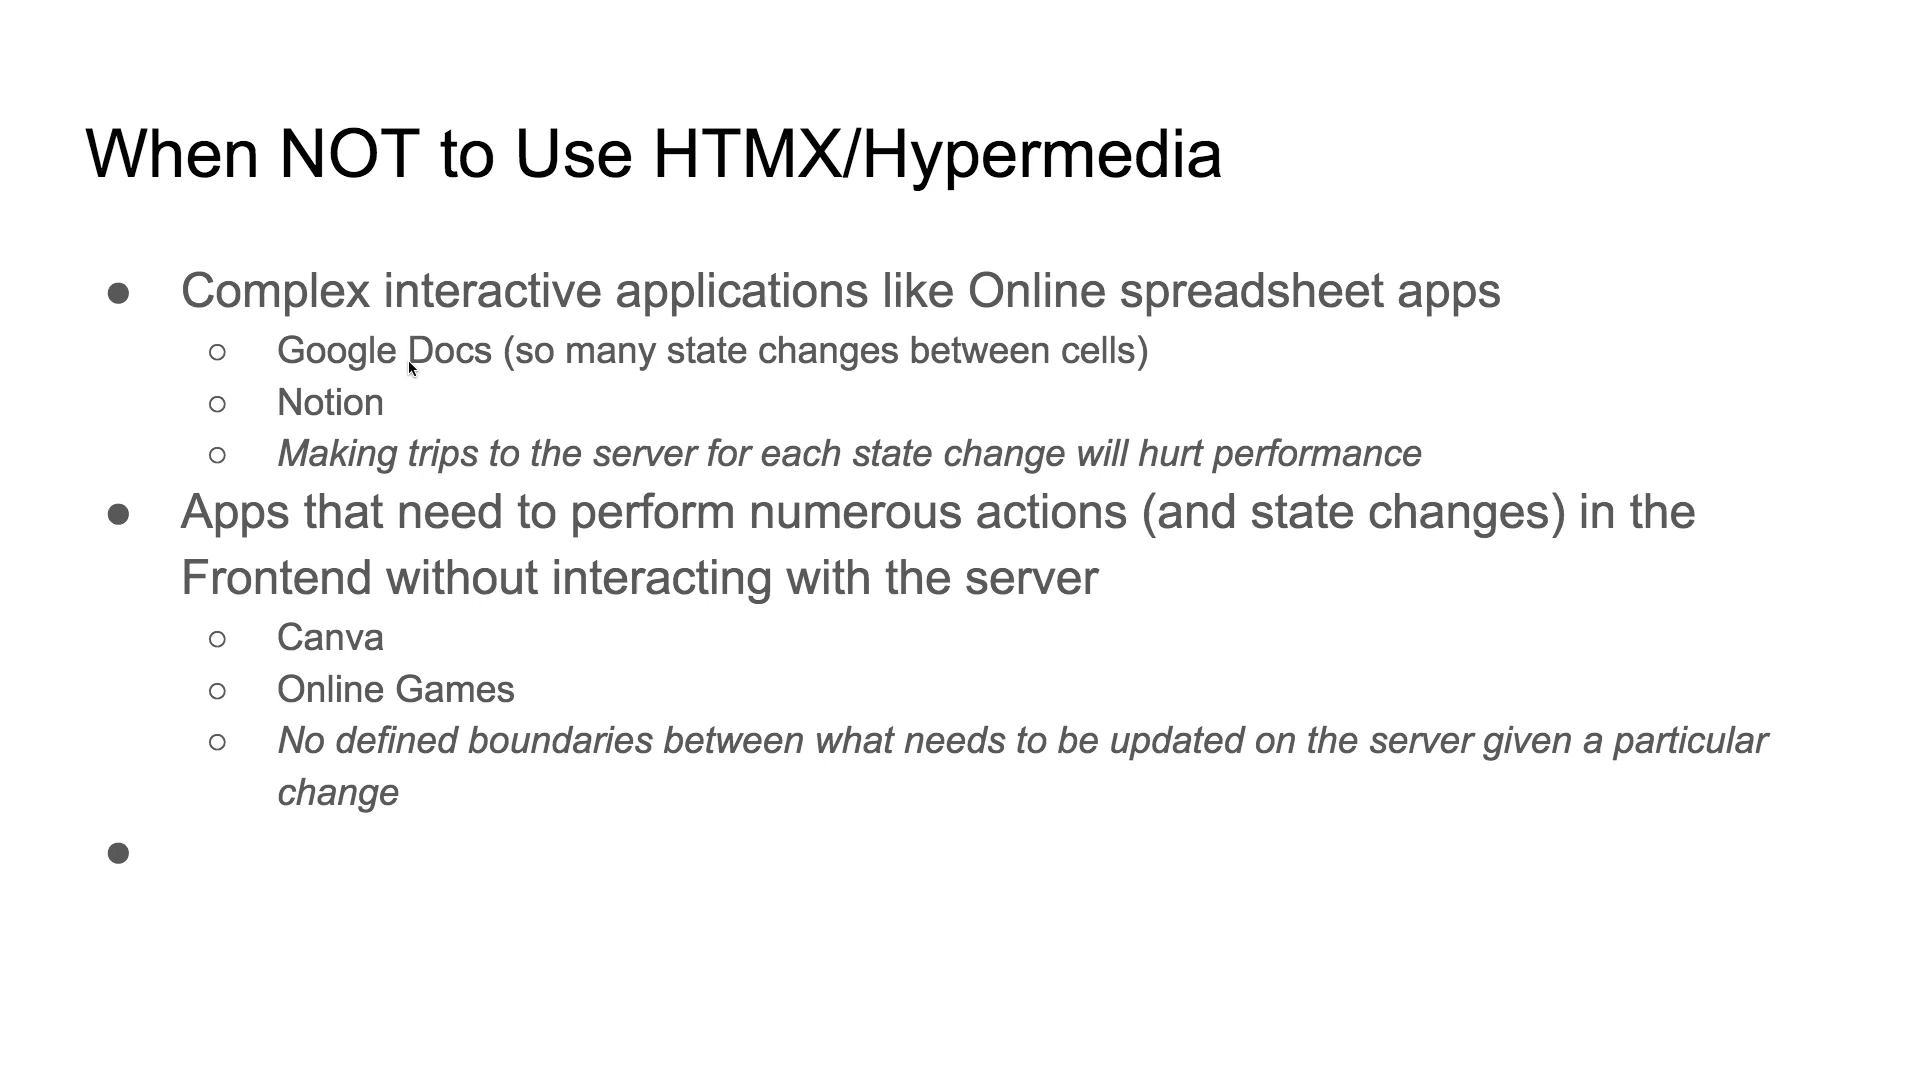 When NOT to Use HTMX/Hypermedia
● Complex interactive applications like Online spreadsheet apps
○ Google Docs (so many state changes between cells)
○ Notion
○ Making trips to the server for each state change will hurt performance
● Apps that need to perform numerous actions (and state changes) in the
Frontend without interacting with the server
○ Canva
○ Online Games
○ No defined boundaries between what needs to be updated on the server given a particular
change
●